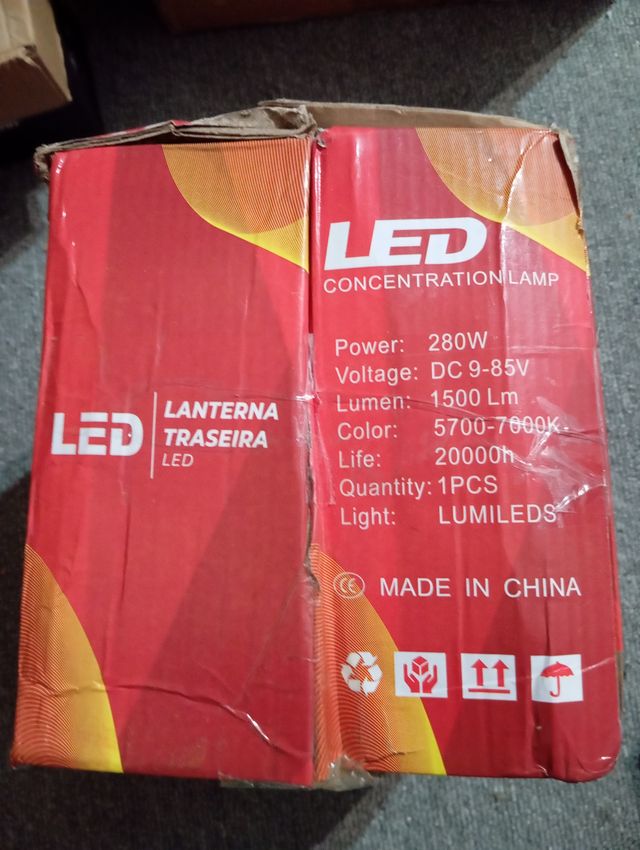 LED
LANTERNA
TRASEIRA
LED
LED
CONCENTRATION LAMP
Power: 280W
Voltage: DC 9-85V
Lumen: 1500 Lm
Color: 5700-7000K
Life: 20000h
Quantity: 1PCS
Light: LUMILEDS
CE MADE IN CHINA